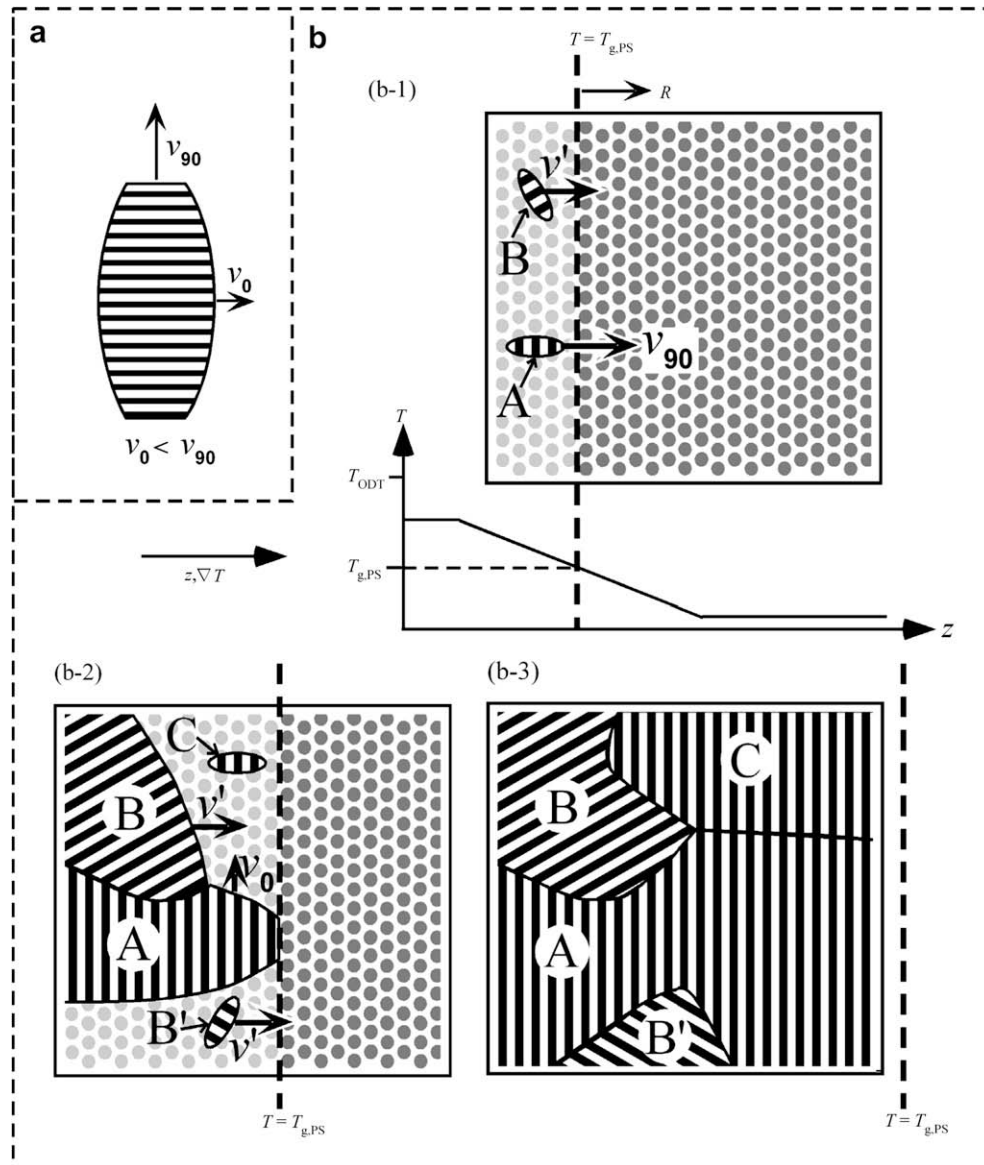 a
v90
v0
v0 < v90
b
T = Tg,PS
(b-1)
R
v'
B
v90
A
T
TODT
Tg,PS
z
z,∇T
(b-2)
C
B
v'
v0
A
B'
v'
T = Tg,PS
(b-3)
C
B
A
B'
T = Tg,PS